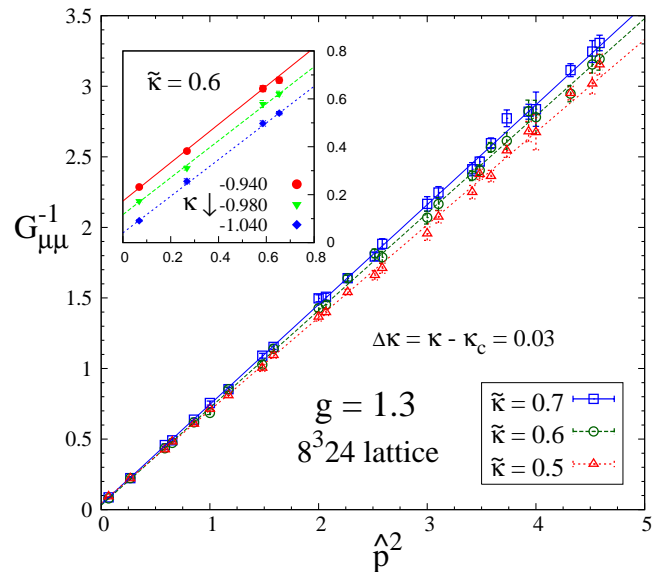 3.5
3
2.5
2
1.5
1
0.5
0
G⁻¹μμ
0.8
0.6
0.4
0.2
0
κ̃ = 0.6
-0.940
κ ↓ -0.980
-1.040
0.0 0.2 0.4 0.6 0.8
Δκ = κ - κc = 0.03
g = 1.3
8³24 lattice
κ̃ = 0.7
κ̃ = 0.6
κ̃ = 0.5
0 1 2 3 4 5
p̂²